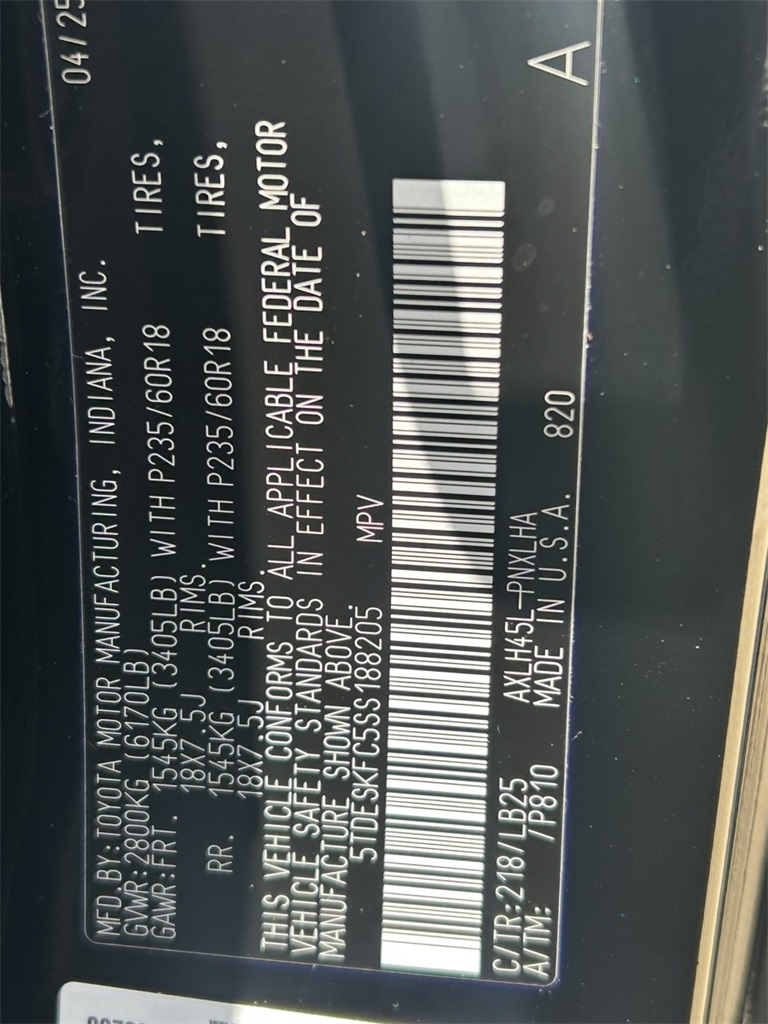 MFD.BY:TOYOTA MOTOR MANUFACTURING, INDIANA, INC. 04/25
GVWR:2800KG (6170LB)
GAWR:FRT. 1545KG (3405LB) WITH P235/60R18 TIRES,
18X7.5J RIMS.
RR. 1545KG (3405LB) WITH P235/60R18 TIRES,
18X7.5J RIMS.
THIS VEHICLE CONFORMS TO ALL APPLICABLE FEDERAL MOTOR
VEHICLE SAFETY STANDARDS IN EFFECT ON THE DATE OF
MANUFACTURE SHOWN ABOVE.
5TDESKFC5SS188205 MPV
C/TR:218/LB25 AXLH45L-PNXLHA
A/TM: /P810 MADE IN U.S.A. 820 A